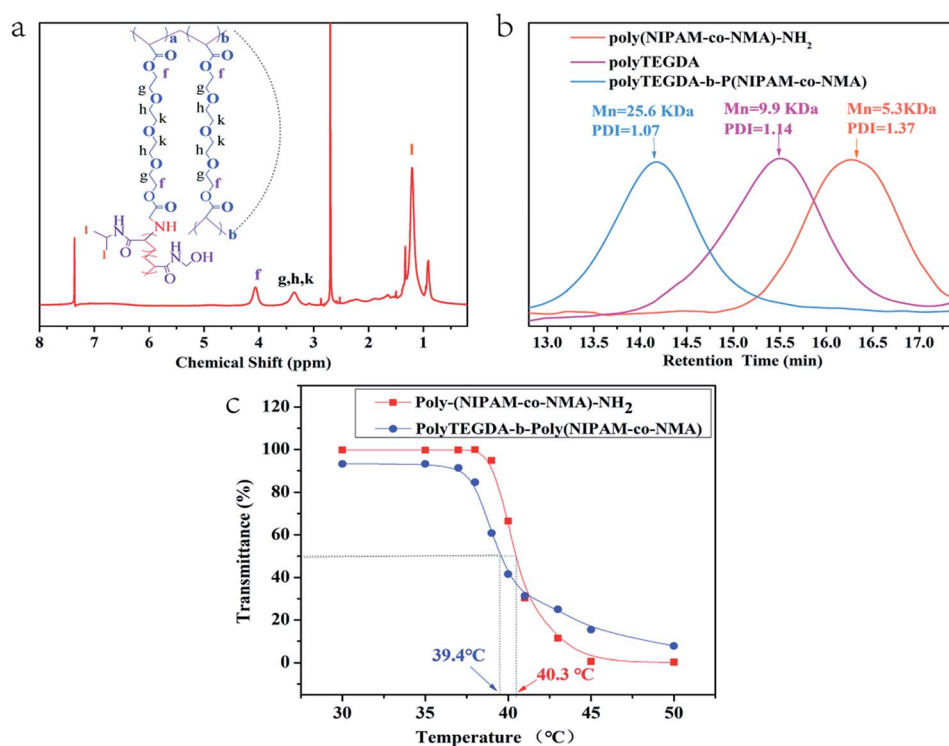 a
a
b
O
O
O
f
O
f
g
g
h
h
O
O
k
k
O
O
k
k
h
h
O
O
g
g
f
f
O
O
O
O
NH
b
l
H
N
l
O
O
H
N
OH
f
g,h,k
l
8 7 6 5 4 3 2 1
Chemical Shift (ppm)
b
poly(NIPAM-co-NMA)-NH2
polyTEGDA
polyTEGDA-b-P(NIPAM-co-NMA)
Mn=25.6 KDa Mn=9.9 KDa Mn=5.3KDa
PDI=1.07 PDI=1.14 PDI=1.37
13.0 13.5 14.0 14.5 15.0 15.5 16.0 16.5 17.0
Retention Time (min)
c
Poly-(NIPAM-co-NMA)-NH2
PolyTEGDA-b-Poly(NIPAM-co-NMA)
120
100
80
60
40
20
0
Transmittance (%)
39.4℃
40.3 ℃
30 35 40 45 50
Temperature （℃）